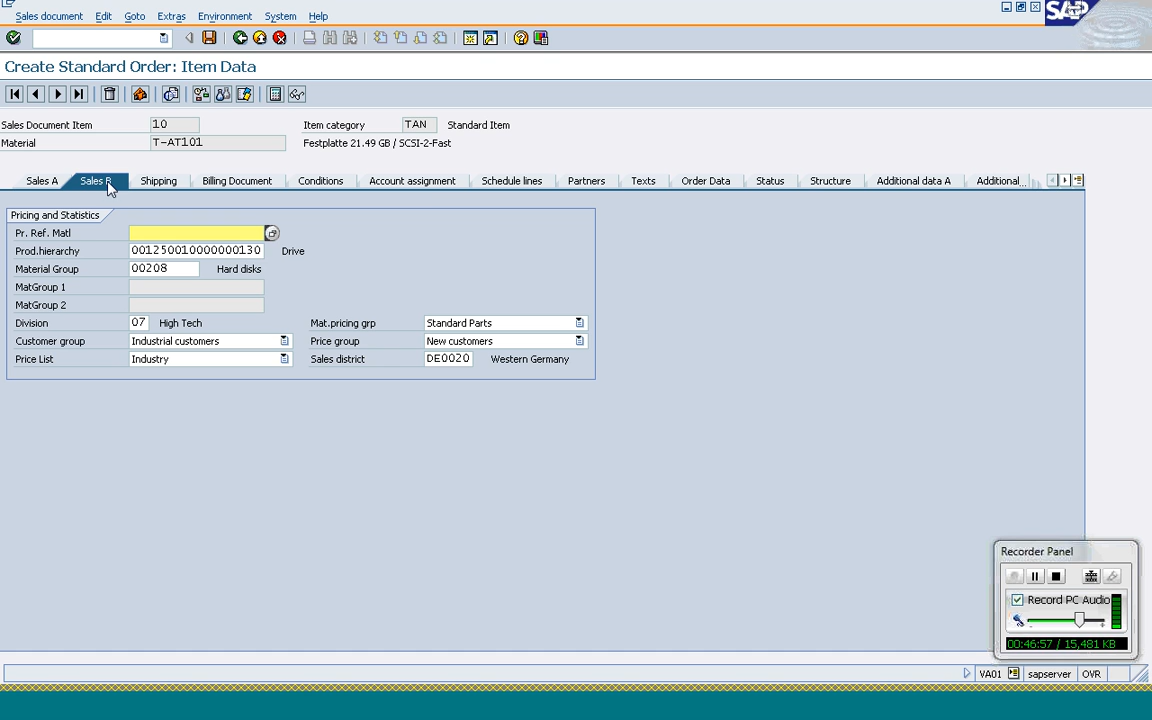 Sales document Edit Goto Extras Environment System Help
SAP
Create Standard Order: Item Data
Sales Document Item 10 Item category TAN Standard Item
Material T-AT101 Festplatte 21.49 GB / SCSI-2-Fast
Sales A Sales B Shipping Billing Document Conditions Account assignment Schedule lines Partners Texts Order Data Status Structure Additional data A Additional...
Pricing and Statistics
Pr. Ref. Matl
Prod.hierarchy 001250010000000130 Drive
Material Group 00208 Hard disks
MatGroup 1
MatGroup 2
Division 07 High Tech Mat.pricing grp Standard Parts
Customer group Industrial customers Price group New customers
Price List Industry Sales district DE0020 Western Germany
Recorder Panel
Record PC Audio
00:46:57 / 15,481 KB
VA01 sapserver OVR